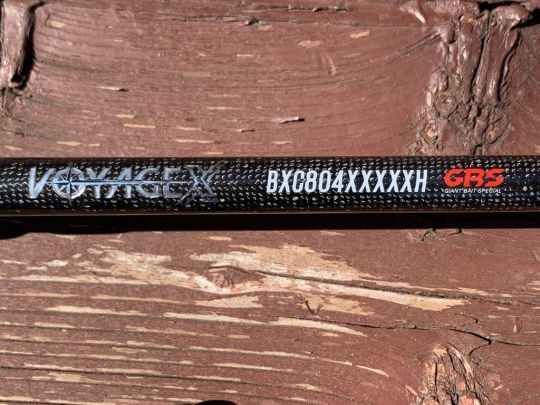 VOYAGEX BXC804XXXXXH GBS
GIANT BAIT SPECIAL